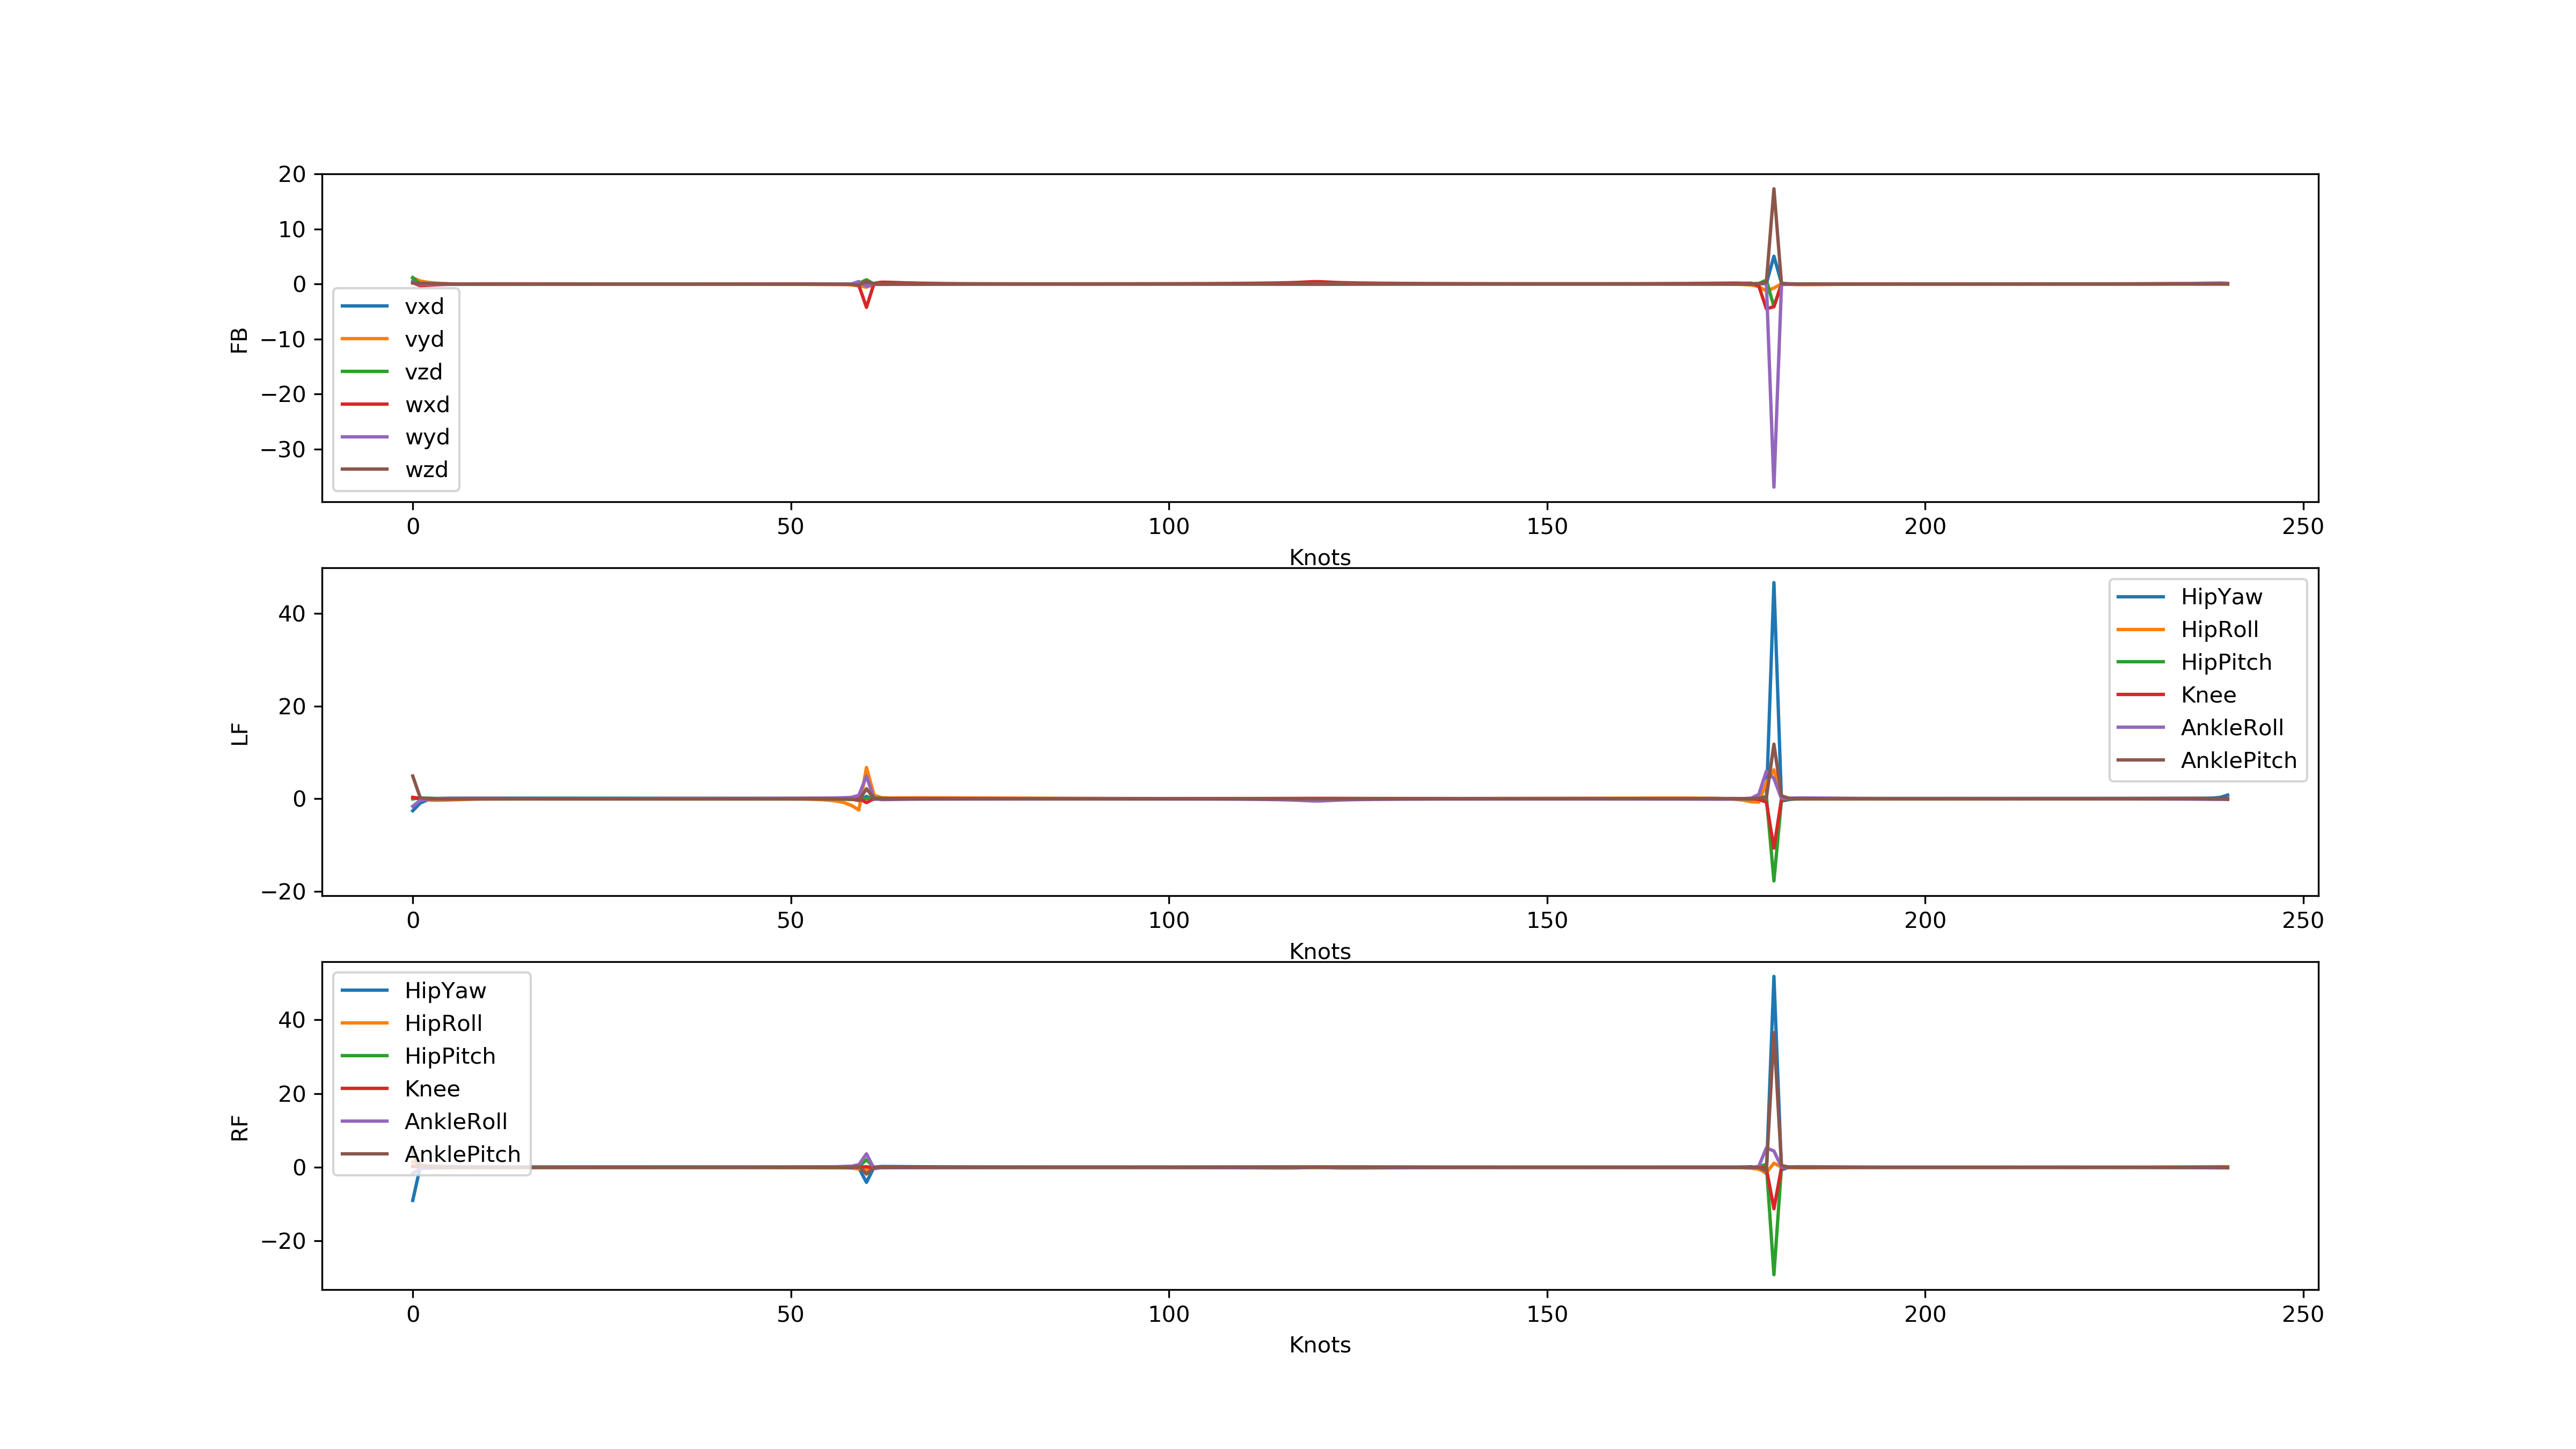 20
10
0
−10
−20
−30
FB
vxd
vyd
vzd
wxd
wyd
wzd
0 50 100 150 200 250
Knots
40
20
0
−20
LF
HipYaw
HipRoll
HipPitch
Knee
AnkleRoll
AnklePitch
0 50 100 150 200 250
Knots
40
20
0
−20
RF
HipYaw
HipRoll
HipPitch
Knee
AnkleRoll
AnklePitch
0 50 100 150 200 250
Knots